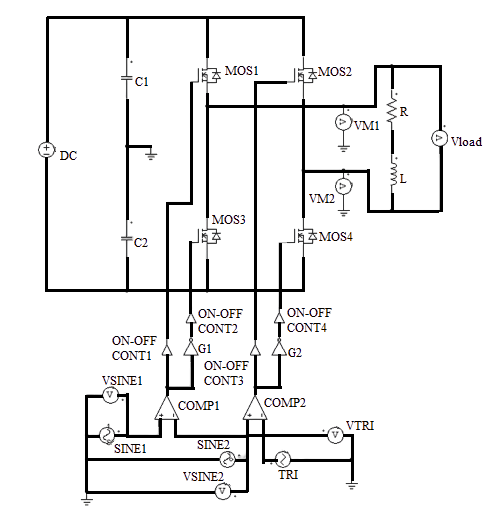 C1
MOS1
MOS2
DC
VM1
R
Vload
L
VM2
C2
MOS3
MOS4
ON-OFF
CONT2
ON-OFF
CONT4
ON-OFF
CONT1
G1
ON-OFF
CONT3
G2
VSINE1
COMP1
COMP2
SINE1
SINE2
VTRI
VSINE2
TRI